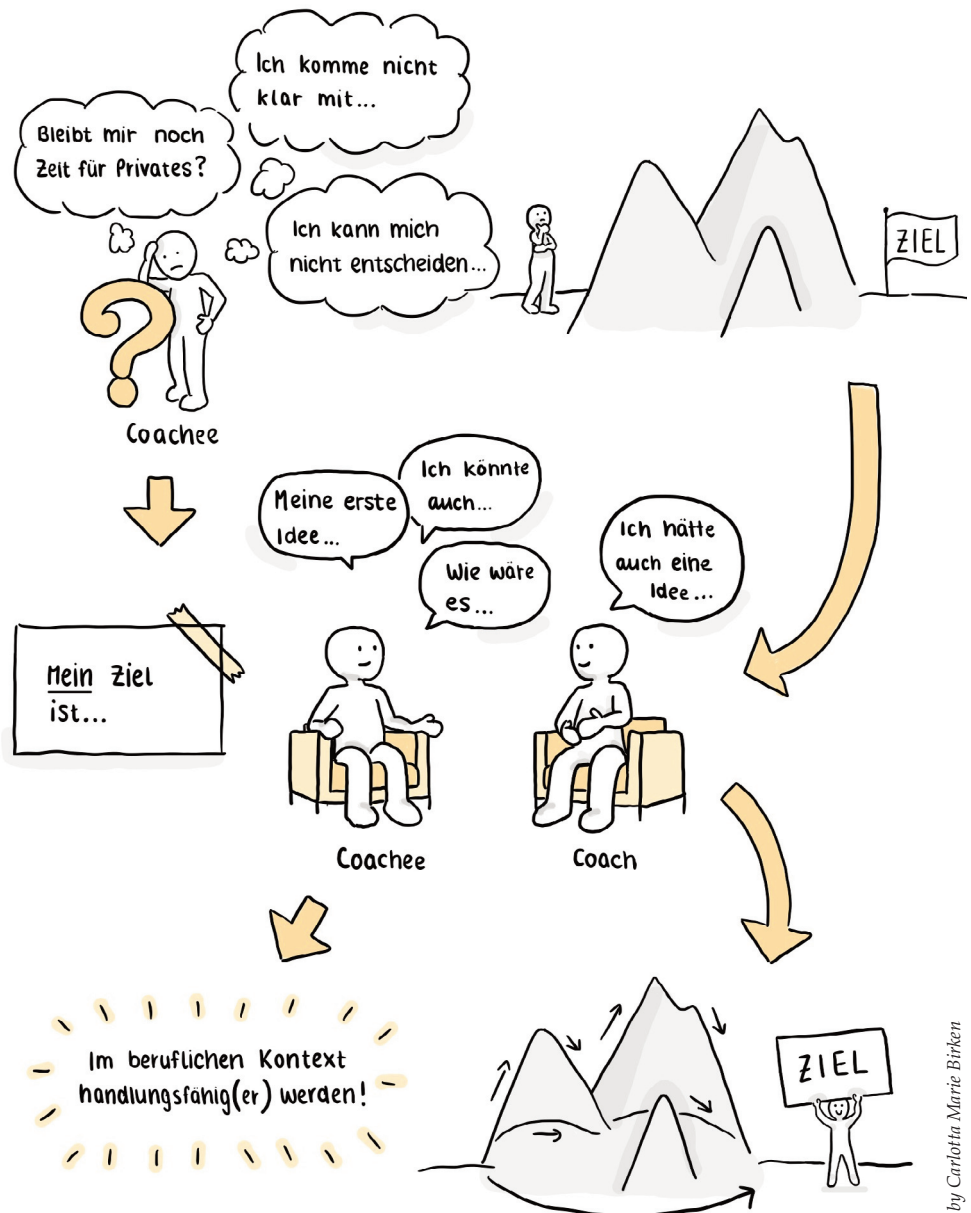 Ich komme nicht
klar mit...
Bleibt mir noch
Zeit für Privates?
Ich kann mich
nicht entscheiden...
ZIEL
?
Coachee
Ich könnte
auch...
Meine erste
Idee...
Wie wäre
es...
Ich hätte
auch eine
Idee...
Mein Ziel
ist...
Coachee
Coach
Im beruflichen Kontext
handlungsfähig(er) werden!
ZIEL
by Carlotta Marie Birken